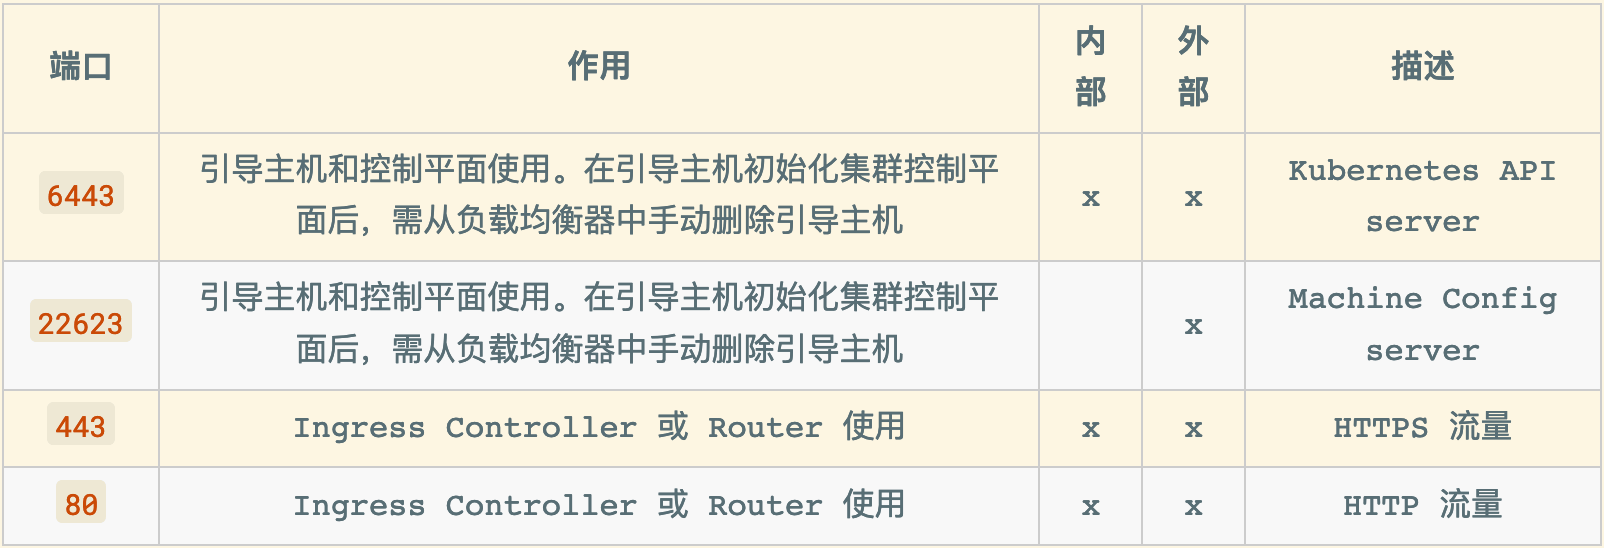 端口 作用 内部 外部 描述
6443 引导主机和控制平面使用。在引导主机初始化集群控制平
面后，需从负载均衡器中手动删除引导主机 x x Kubernetes API
server
22623 引导主机和控制平面使用。在引导主机初始化集群控制平
面后，需从负载均衡器中手动删除引导主机 x Machine Config
server
443 Ingress Controller 或 Router 使用 x x HTTPS 流量
80 Ingress Controller 或 Router 使用 x x HTTP 流量